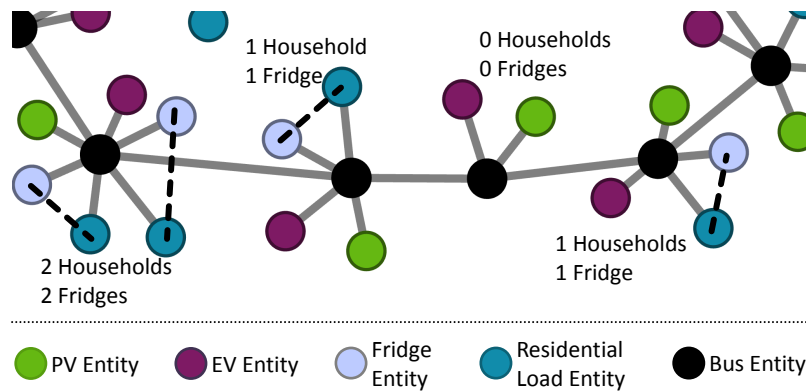 1 Household
1 Fridge
0 Households
0 Fridges
2 Households
2 Fridges
1 Households
1 Fridge
PV Entity
EV Entity
Fridge
Entity
Residential
Load Entity
Bus Entity